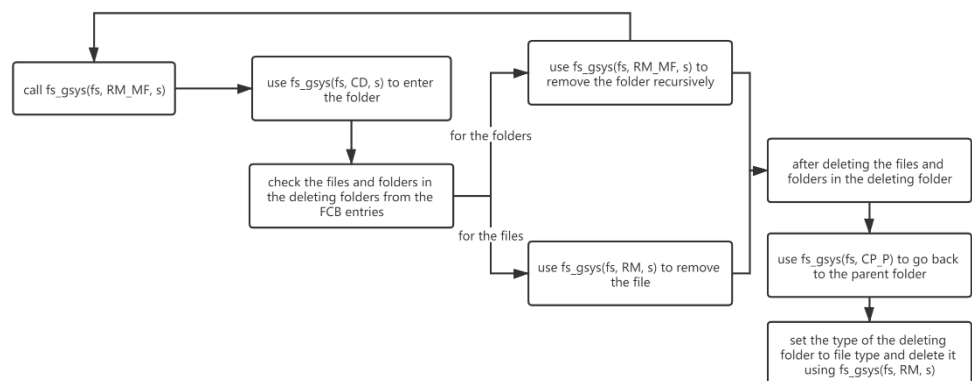 call fs_gsys(fs, RM_MF, s)
use fs_gsys(fs, CD, s) to enter
the folder
check the files and folders in
the deleting folders from the
FCB entries
for the folders
use fs_gsys(fs, RM_MF, s) to
remove the folder recursively
for the files
use fs_gsys(fs, RM, s) to remove
the file
after deleting the files and
folders in the deleting folder
use fs_gsys(fs, CP_P) to go back
to the parent folder
set the type of the deleting
folder to file type and delete it
using fs_gsys(fs, RM, s)